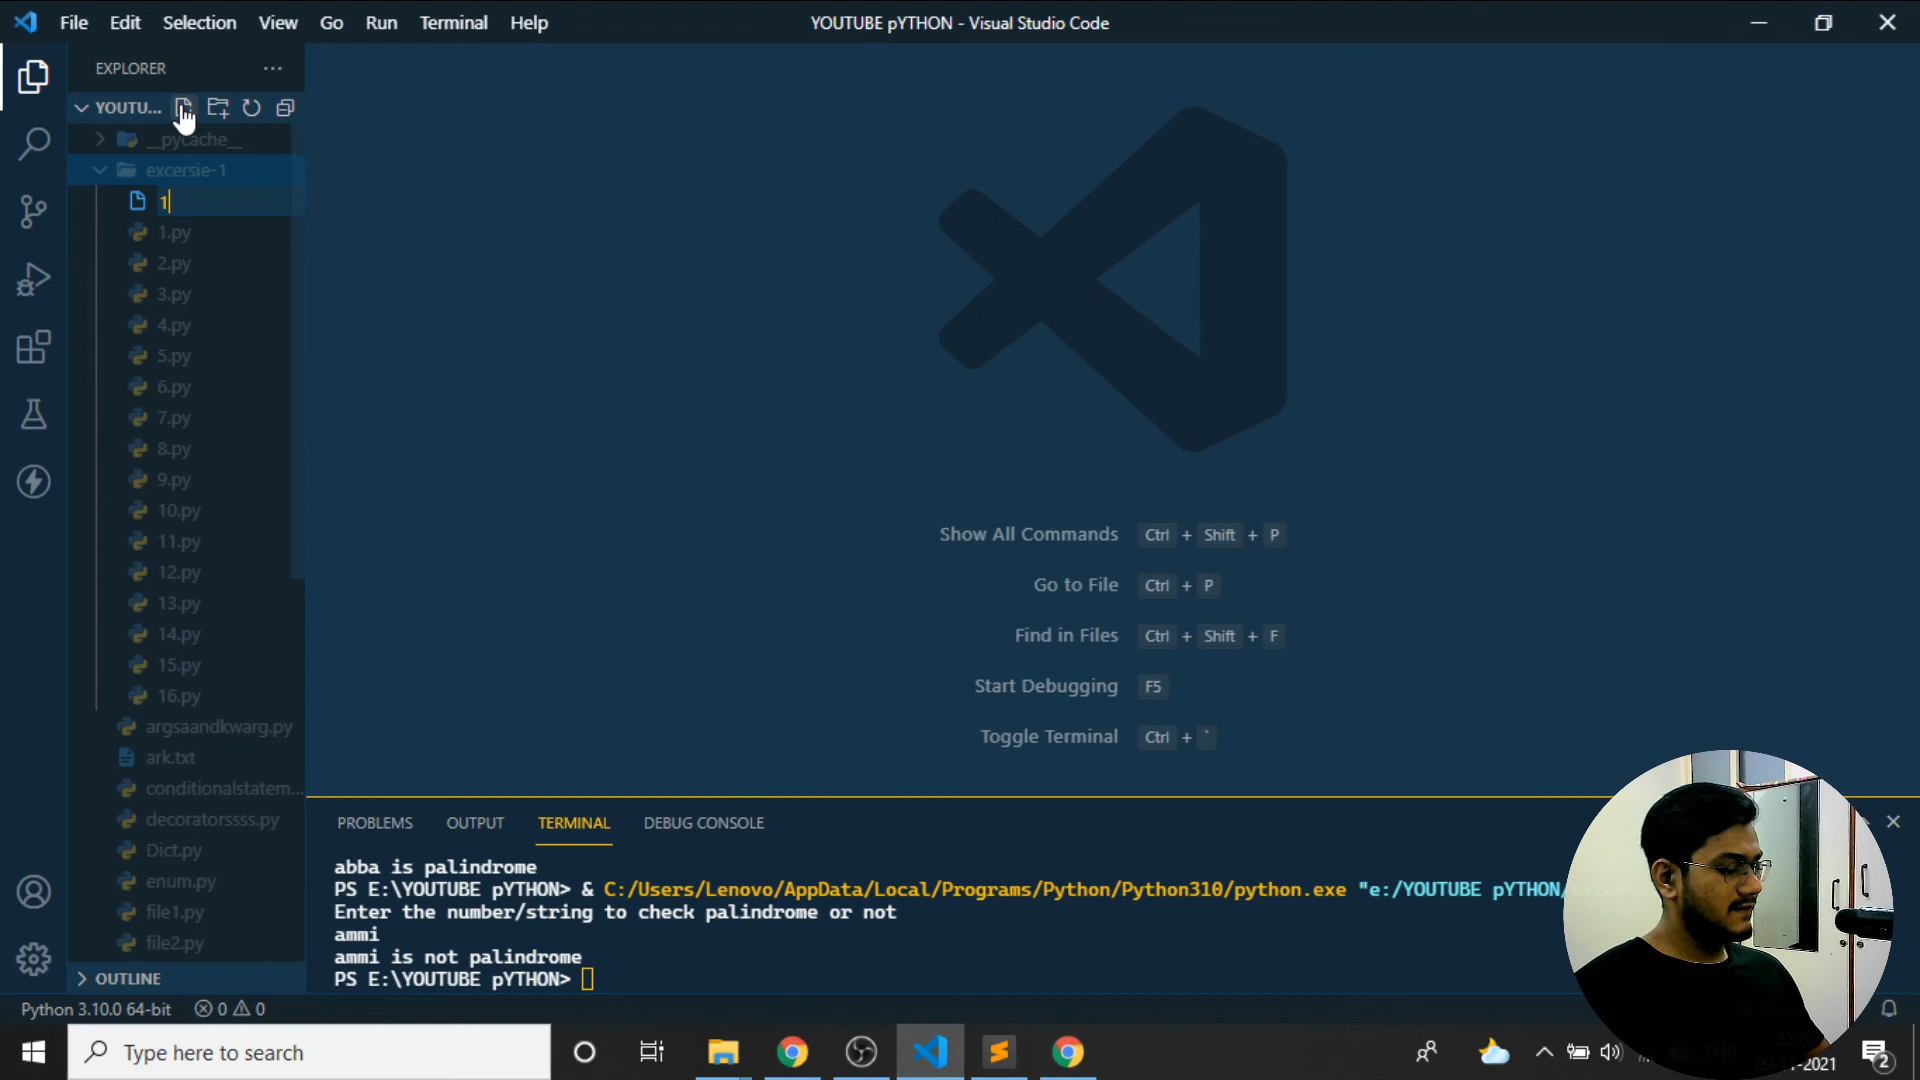 File Edit Selection View Go Run Terminal Help
YOUTUBE pYTHON - Visual Studio Code
EXPLORER
YOUTU...
__pycache__
excersie-1
1
1.py
2.py
3.py
4.py
5.py
6.py
7.py
8.py
9.py
10.py
11.py
12.py
13.py
14.py
15.py
16.py
argsaandkwarg.py
ark.txt
conditionalstatem...
decoratorssss.py
Dict.py
enum.py
file1.py
file2.py
OUTLINE
Show All Commands Ctrl + Shift + P
Go to File Ctrl + P
Find in Files Ctrl + Shift + F
Start Debugging F5
Toggle Terminal Ctrl + `
PROBLEMS OUTPUT TERMINAL DEBUG CONSOLE
abba is palindrome
PS E:\YOUTUBE pYTHON> & C:/Users/Lenovo/AppData/Local/Programs/Python/Python310/python.exe "e:/YOUTUBE pYTHON/
Enter the number/string to check palindrome or not
ammi
ammi is not palindrome
PS E:\YOUTUBE pYTHON>
Python 3.10.0 64-bit 0 0
Type here to search
2